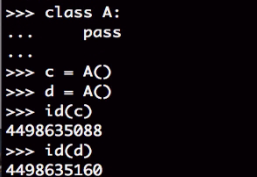 >>> class A:
...     pass
...
>>> c = A()
>>> d = A()
>>> id(c)
4498635088
>>> id(d)
4498635160